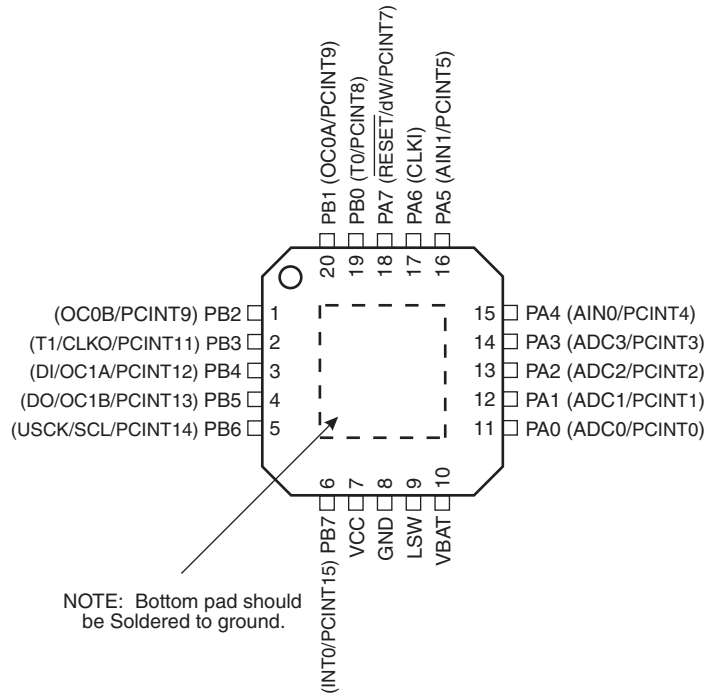 PB1 (OC0A/PCINT9)
PB0 (T0/PCINT8)
PA7 (RESET/dW/PCINT7)
PA6 (CLKI)
PA5 (AIN1/PCINT5)
20
19
18
17
16
(OC0B/PCINT9) PB2 1
(T1/CLKO/PCINT11) PB3 2
(DI/OC1A/PCINT12) PB4 3
(DO/OC1B/PCINT13) PB5 4
(USCK/SCL/PCINT14) PB6 5
15 PA4 (AIN0/PCINT4)
14 PA3 (ADC3/PCINT3)
13 PA2 (ADC2/PCINT2)
12 PA1 (ADC1/PCINT1)
11 PA0 (ADC0/PCINT0)
6
7
8
9
10
(INT0/PCINT15) PB7
VCC
GND
LSW
VBAT
NOTE: Bottom pad should
be Soldered to ground.